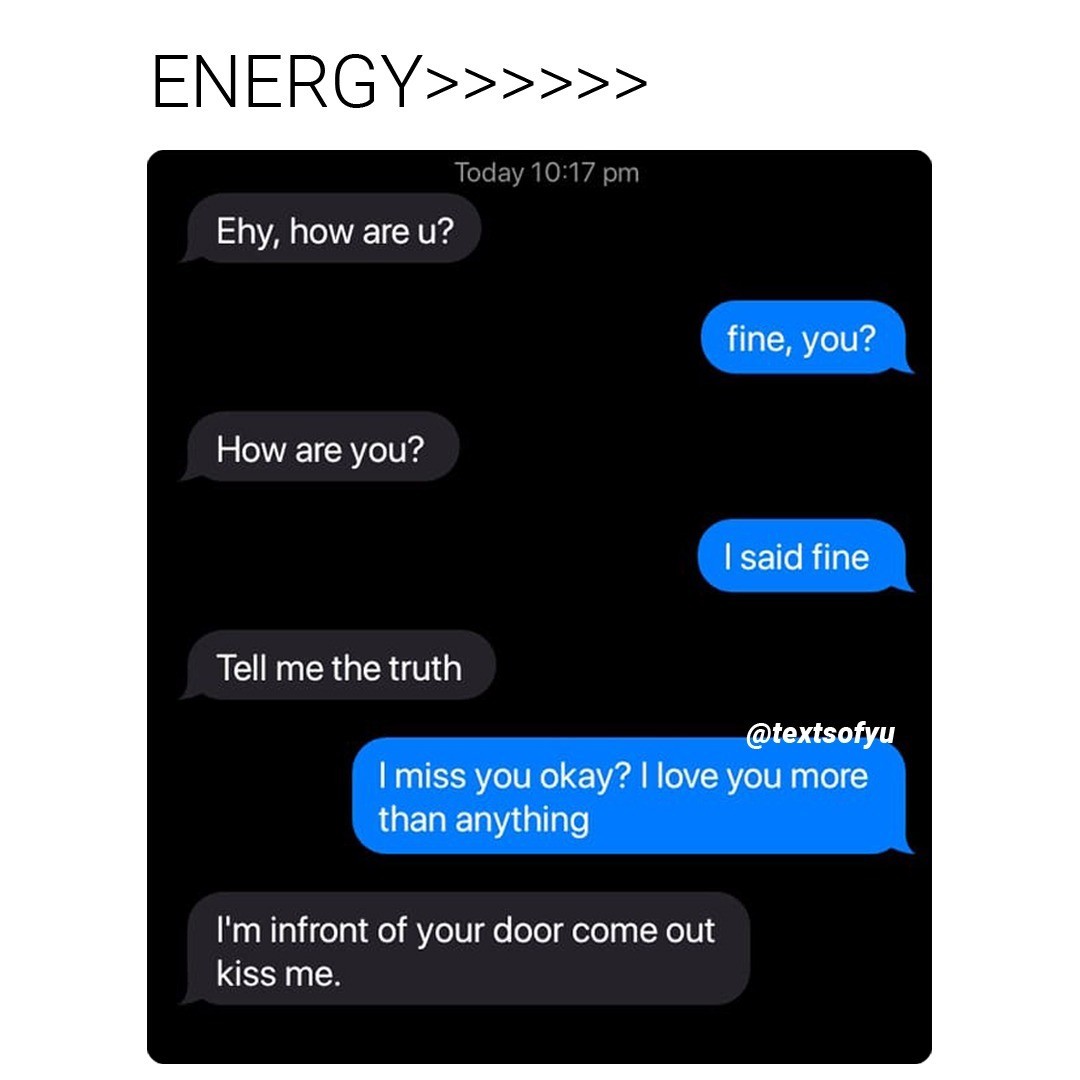 ENERGY>>>>>>
Today 10:17 pm
Ehy, how are u?
fine, you?
How are you?
I said fine
Tell me the truth
@textsofyu
I miss you okay? I love you more
than anything
I'm infront of your door come out
kiss me.